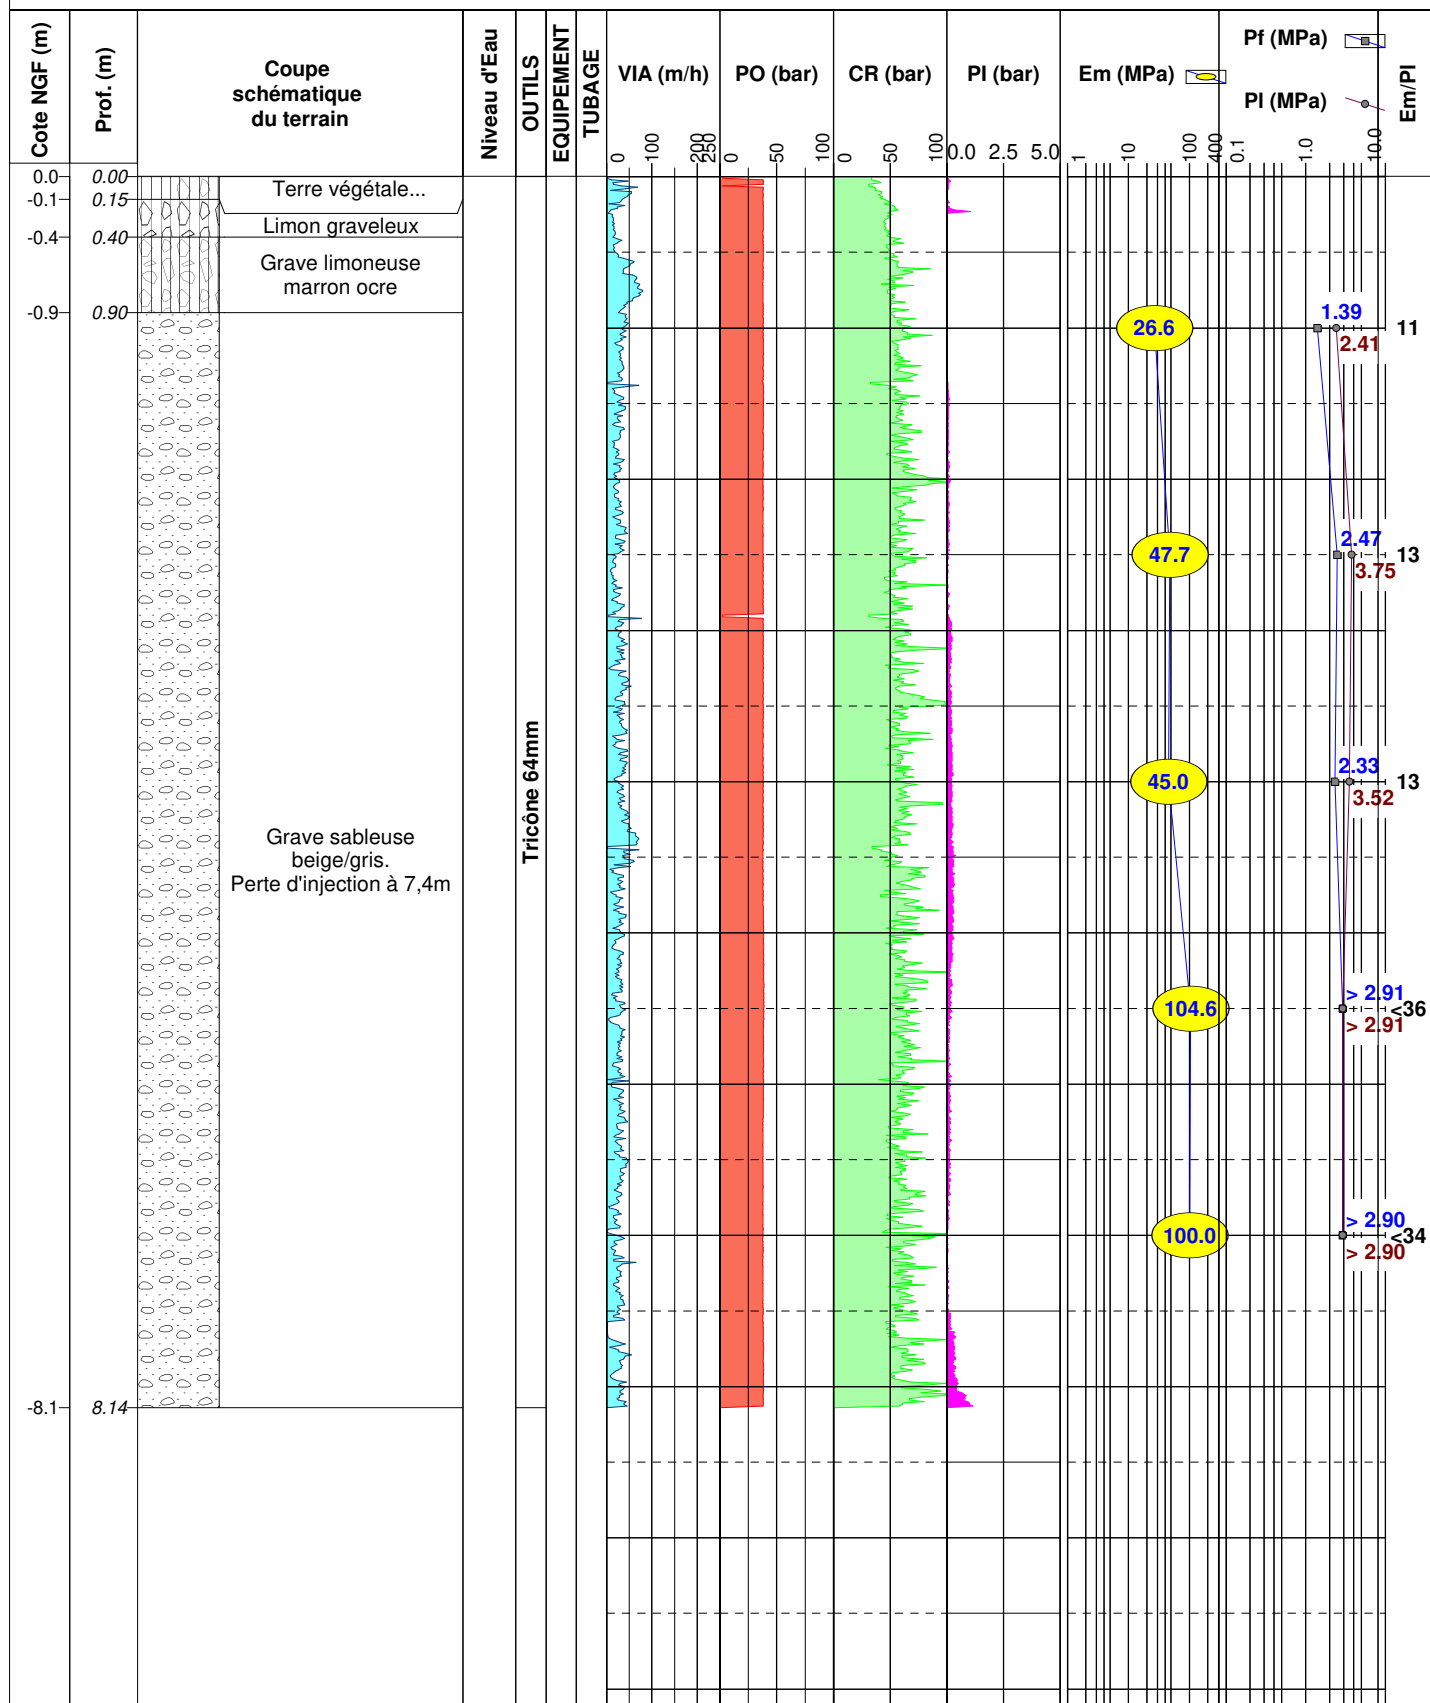 Cote NGF (m)
Prof. (m)
Coupe
schématique
du terrain
Niveau d'Eau
OUTILS
EQUIPEMENT
TUBAGE
VIA (m/h)
PO (bar)
CR (bar)
PI (bar)
Em (MPa)
Pf (MPa)
Pl (MPa)
Em/Pl
0 100 200 250
0 50 100
0 50 100
0.0 2.5 5.0
1 10 100 400
0.1 1.0 10.0
0.0 0.00
Terre végétale...
-0.1 0.15
Limon graveleux
-0.4 0.40
Grave limoneuse
marron ocre
-0.9 0.90
26.6 1.39 2.41 11
47.7 2.47 3.75 13
Tricône 64mm
45.0 2.33 3.52 13
Grave sableuse
beige/gris.
Perte d'injection à 7,4m
104.6 > 2.91 > 2.91 <36
100.0 > 2.90 > 2.90 <34
-8.1 8.14